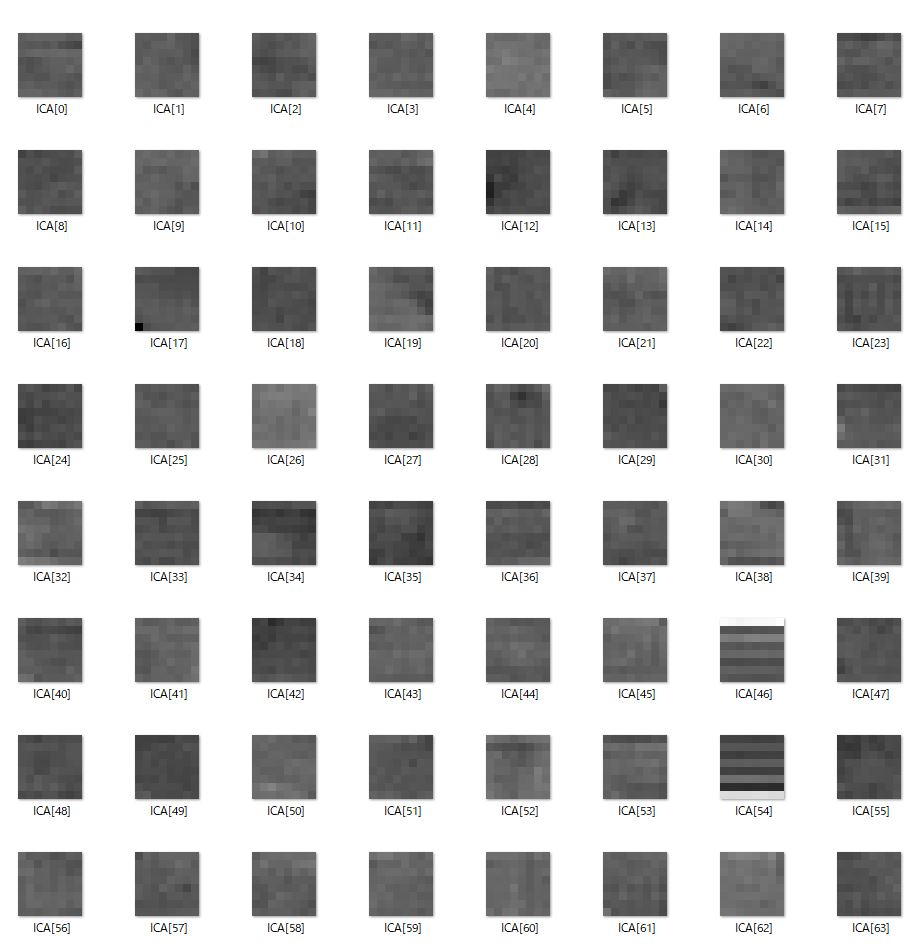 ICA[0] ICA[1] ICA[2] ICA[3] ICA[4] ICA[5] ICA[6] ICA[7]
ICA[8] ICA[9] ICA[10] ICA[11] ICA[12] ICA[13] ICA[14] ICA[15]
ICA[16] ICA[17] ICA[18] ICA[19] ICA[20] ICA[21] ICA[22] ICA[23]
ICA[24] ICA[25] ICA[26] ICA[27] ICA[28] ICA[29] ICA[30] ICA[31]
ICA[32] ICA[33] ICA[34] ICA[35] ICA[36] ICA[37] ICA[38] ICA[39]
ICA[40] ICA[41] ICA[42] ICA[43] ICA[44] ICA[45] ICA[46] ICA[47]
ICA[48] ICA[49] ICA[50] ICA[51] ICA[52] ICA[53] ICA[54] ICA[55]
ICA[56] ICA[57] ICA[58] ICA[59] ICA[60] ICA[61] ICA[62] ICA[63]